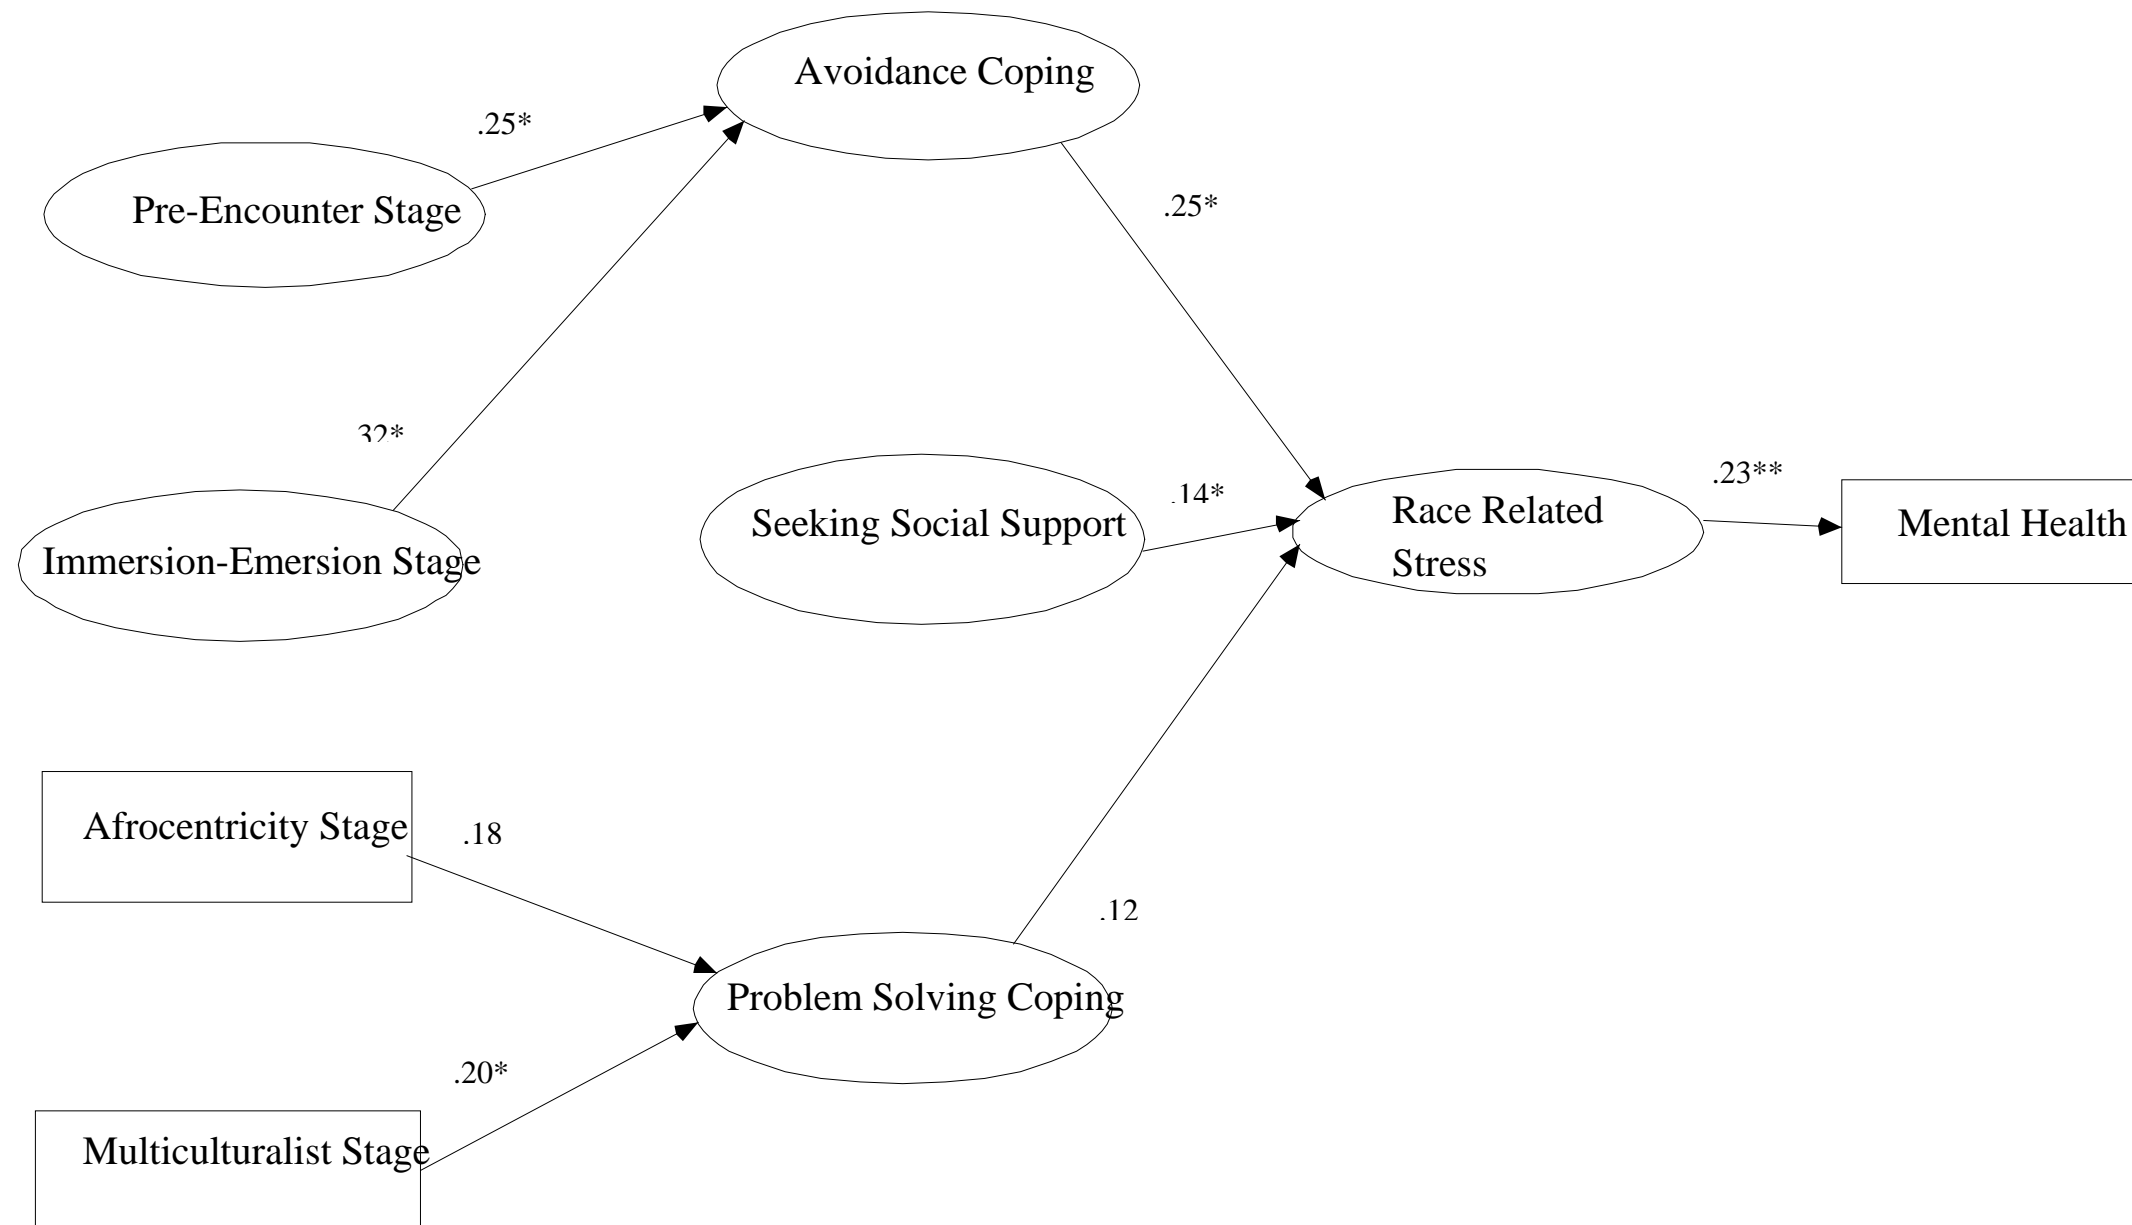 Avoidance Coping
.25*
Pre-Encounter Stage
.25*
32*
Immersion-Emersion Stage
Seeking Social Support
.14*
Race Related
Stress
.23**
Mental Health
Afrocentricity Stage
.18
.12
Problem Solving Coping
.20*
Multiculturalist Stage